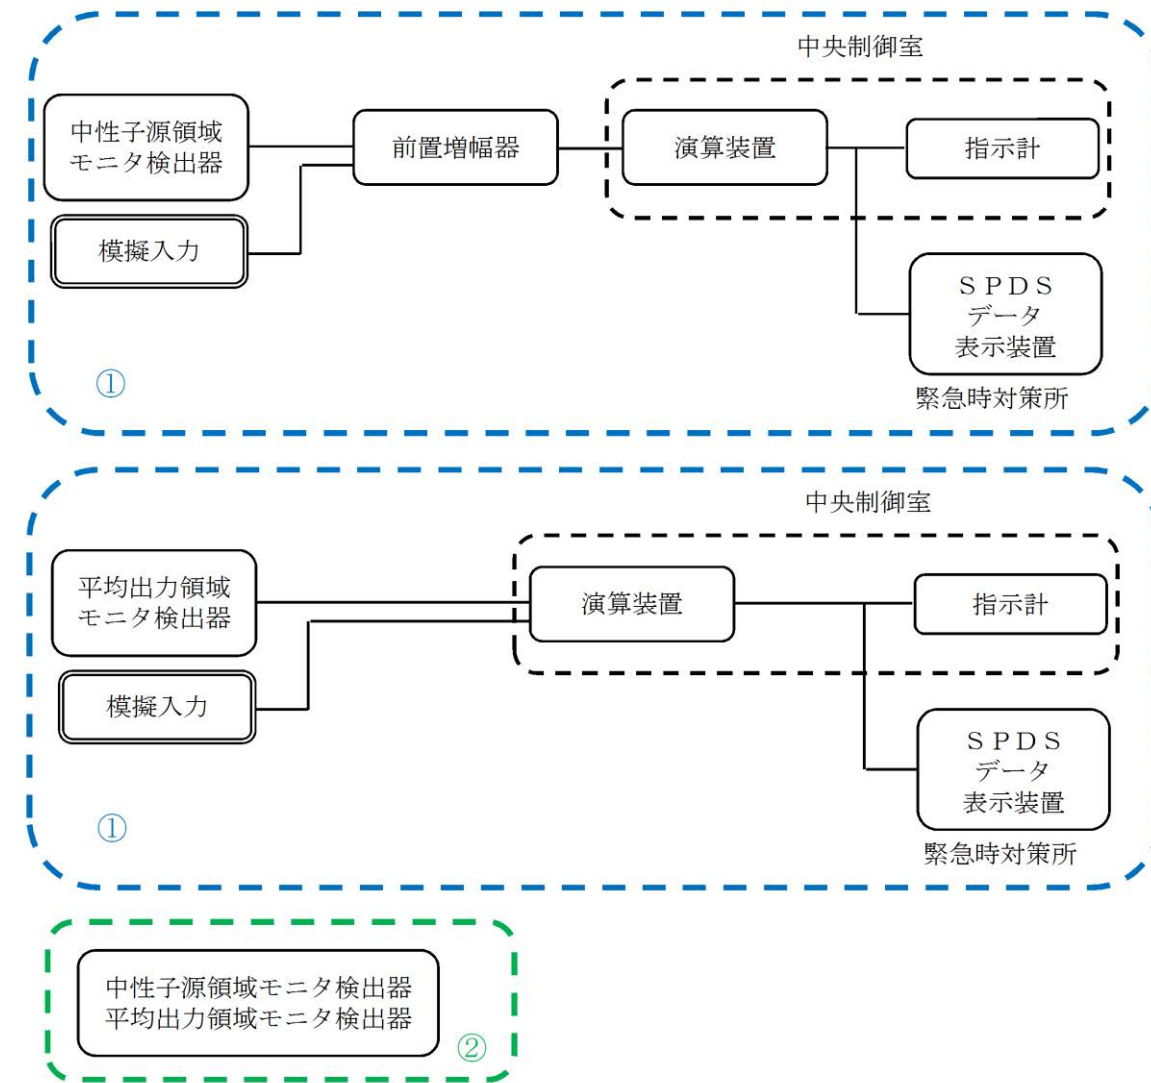 中央制御室
中性子源領域
モニタ検出器
前置増幅器
演算装置
指示計
模擬入力
ＳＰＤＳ
データ
表示装置
緊急時対策所
①
中央制御室
平均出力領域
モニタ検出器
演算装置
指示計
模擬入力
ＳＰＤＳ
データ
表示装置
緊急時対策所
①
中性子源領域モニタ検出器
平均出力領域モニタ検出器
②